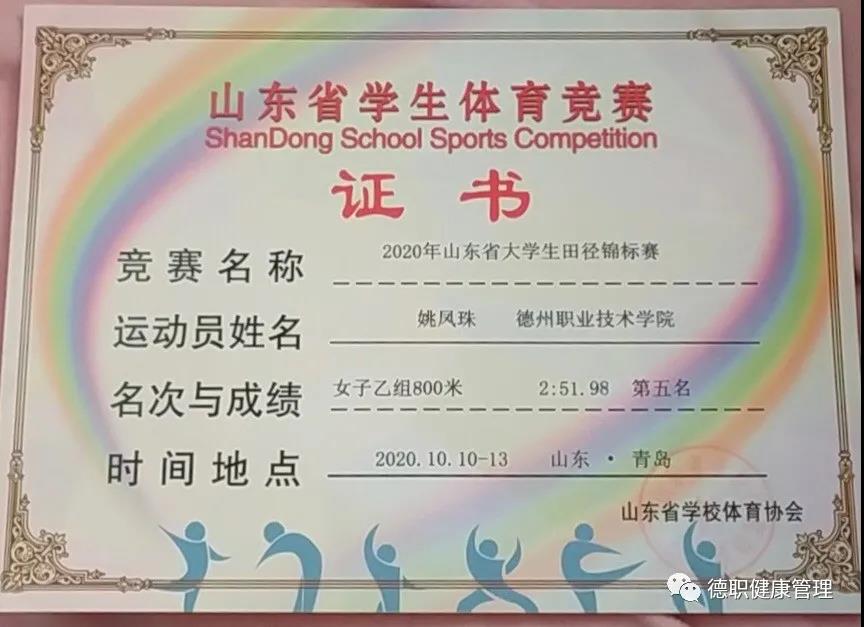 山东省学生体育竞赛
ShanDong School Sports Competition
证 书
竞赛名称 2020年山东省大学生田径锦标赛
运动员姓名 姚凤珠 德州职业技术学院
名次与成绩 女子乙组800米 2:51.98 第五名
时间地点 2020.10.10-13 山东 · 青岛
山东省学校体育协会
德职健康管理